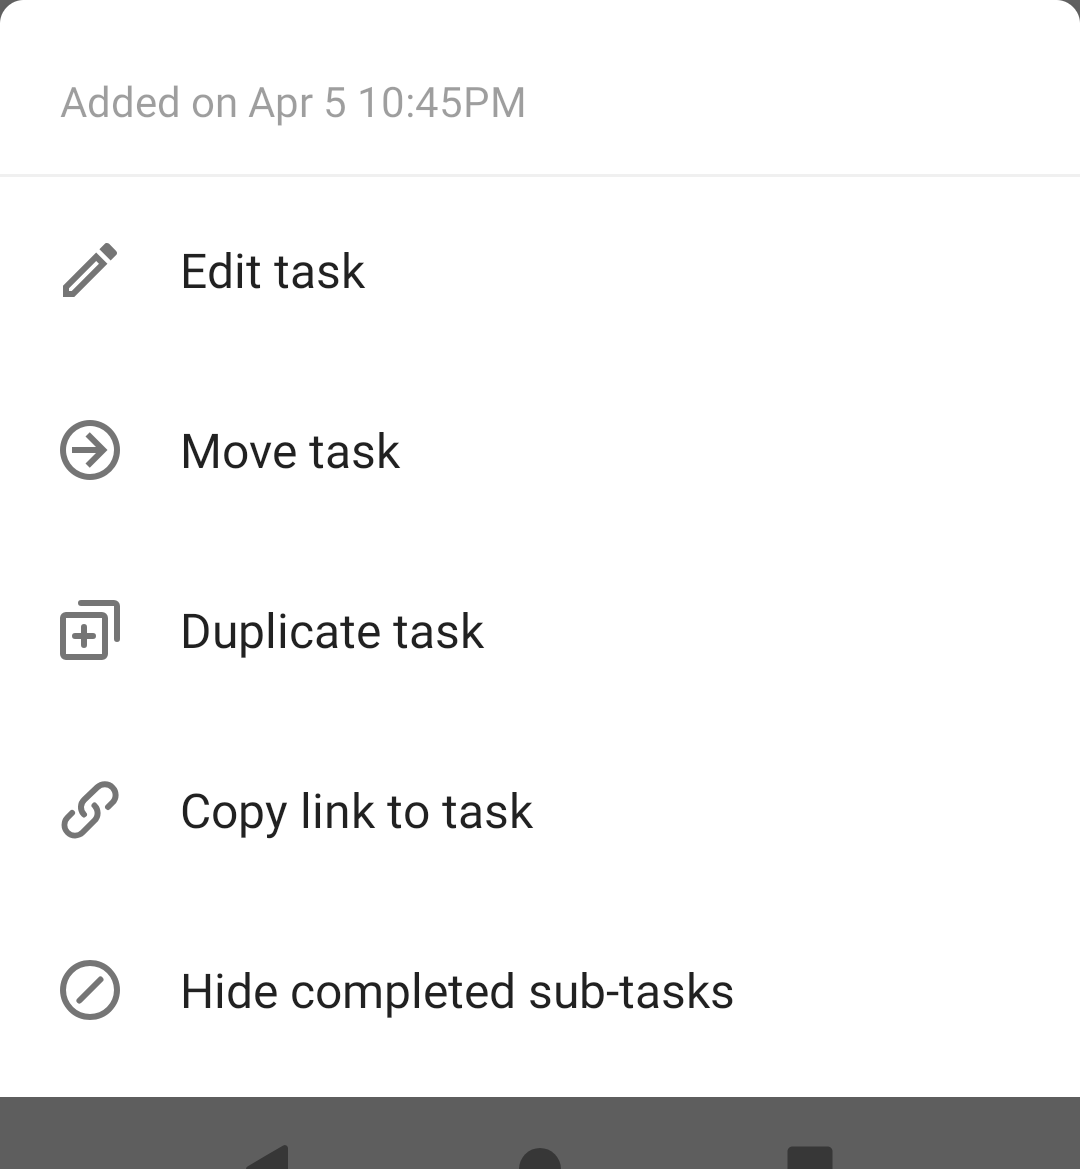 Added on Apr 5 10:45PM
Edit task
Move task
Duplicate task
Copy link to task
Hide completed sub-tasks